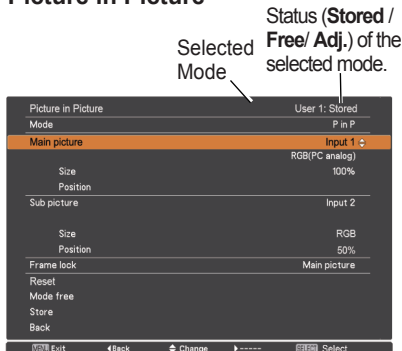 Picture in Picture
Status (Stored /
Free/ Adj.) of the
selected mode.
Selected
Mode
Picture in Picture User 1: Stored
Mode P in P
Main picture Input 1
RGB(PC analog)
Size 100%
Position
Sub picture Input 2
Size RGB
Position 50%
Frame lock Main picture
Reset
Mode free
Store
Back
MENU Exit Back Change ----- SELECT Select